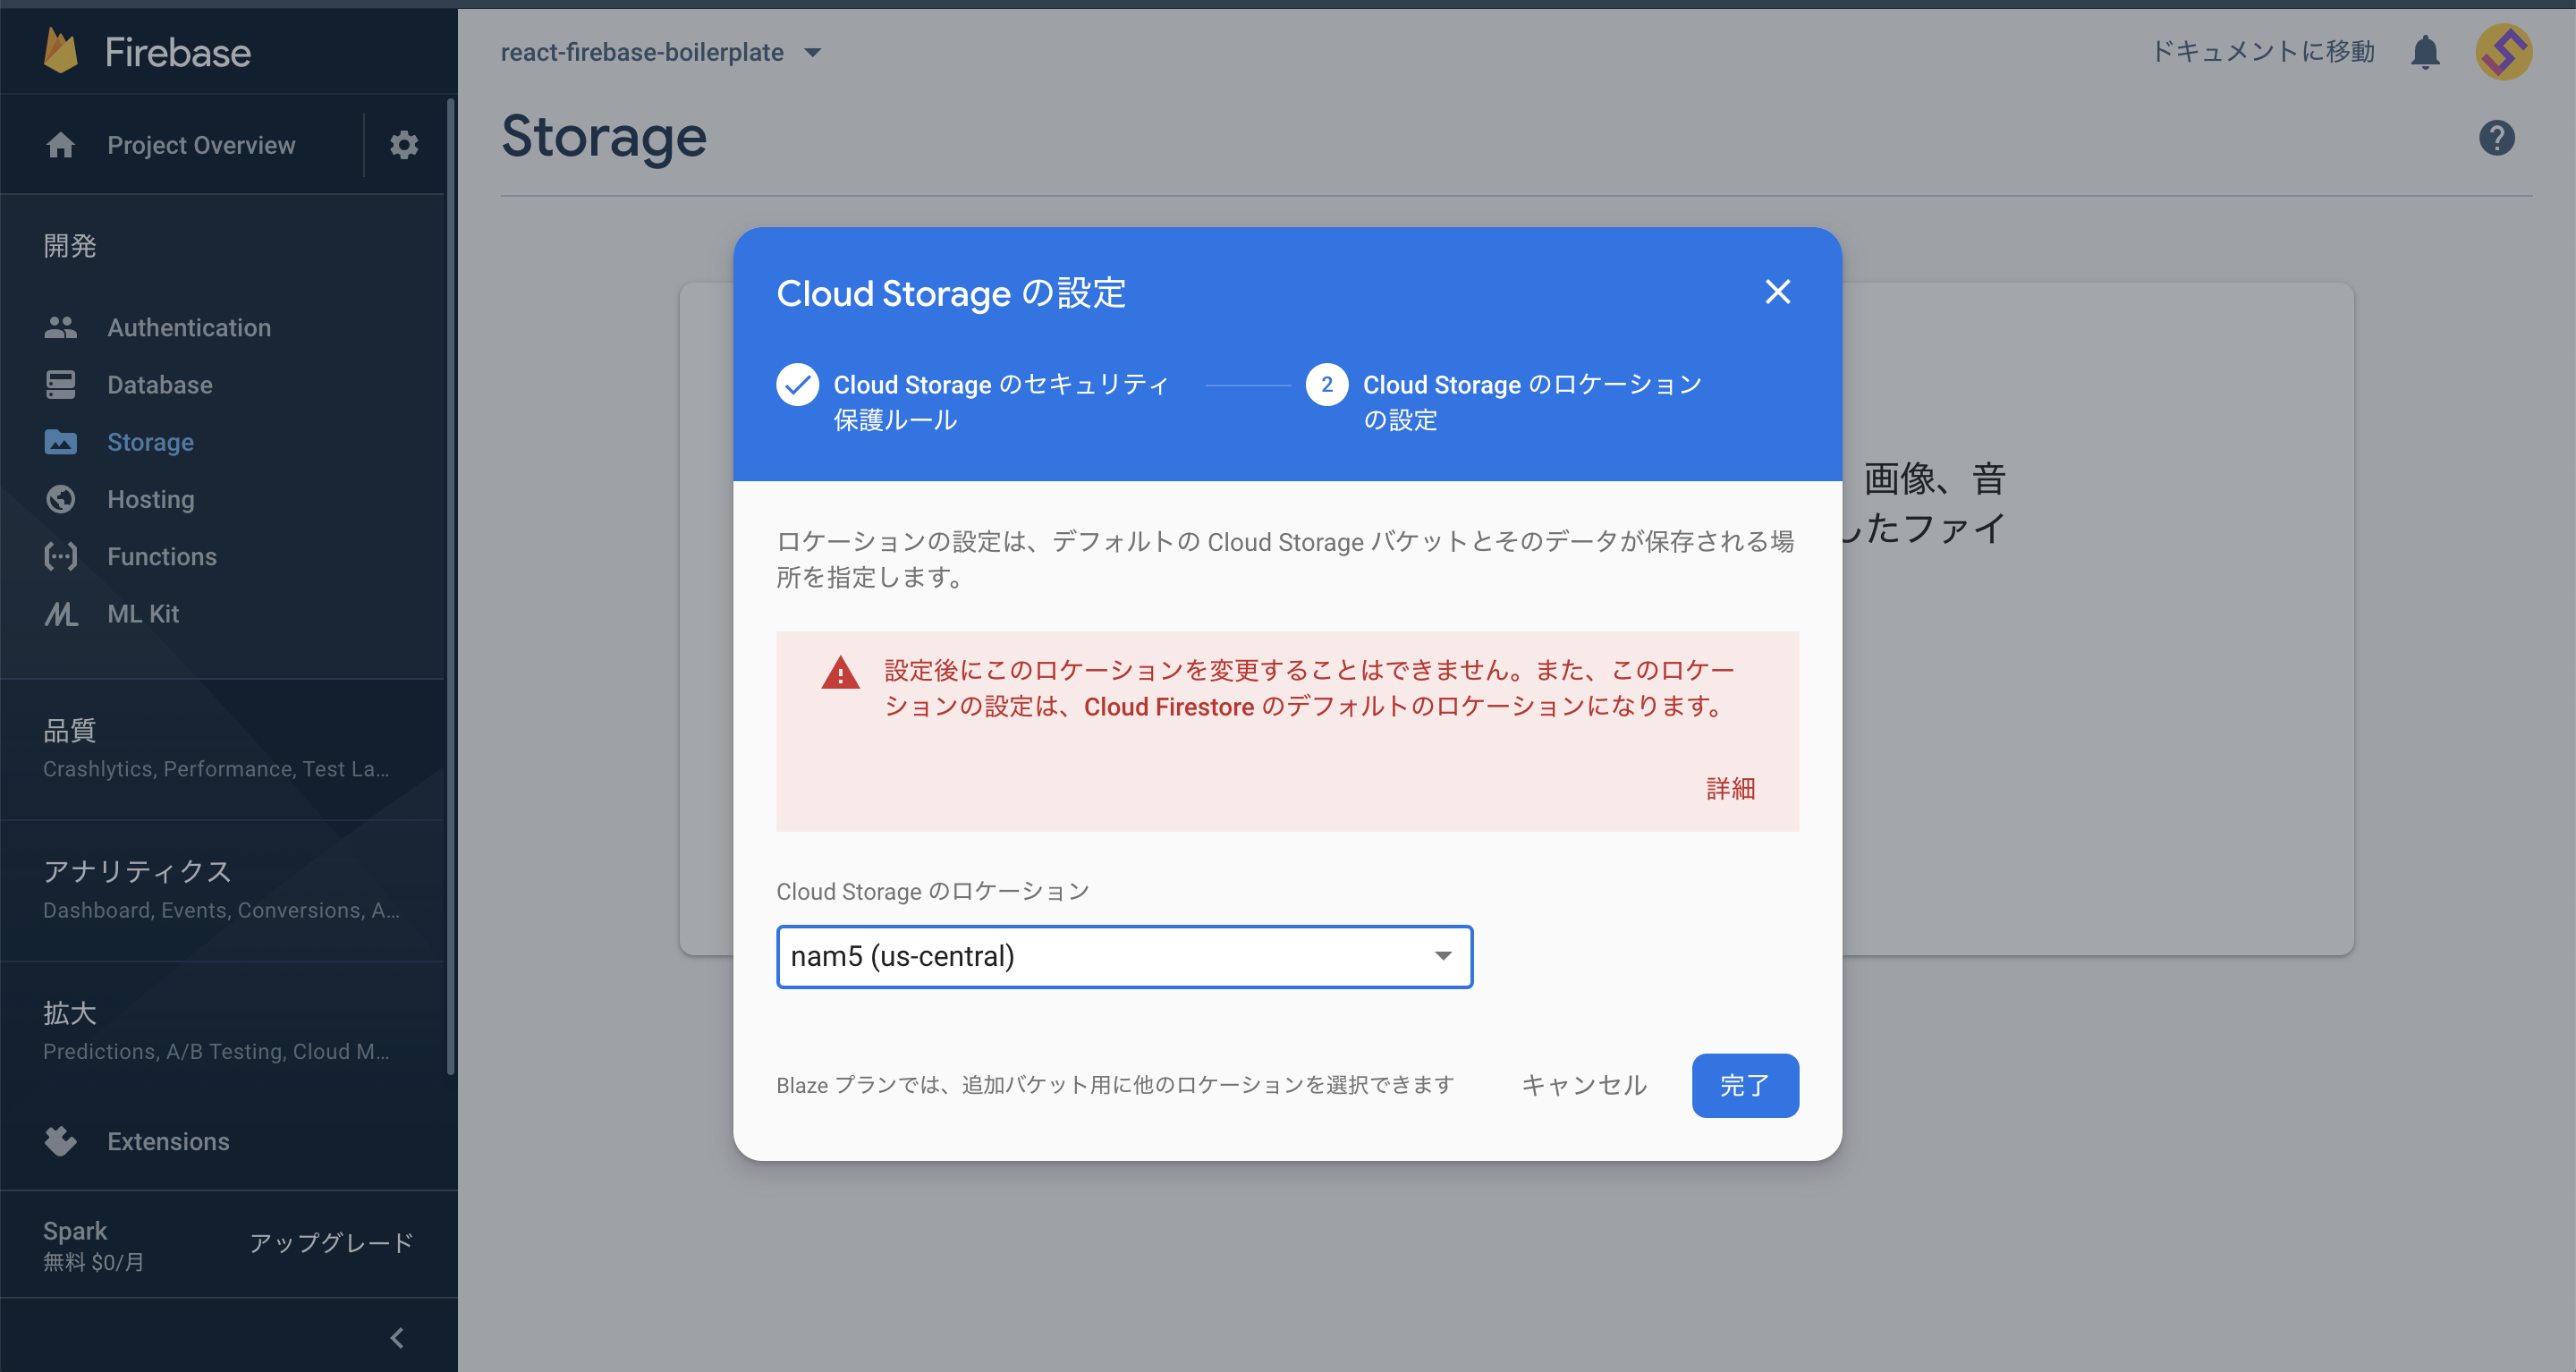 Firebase
Project Overview
開発
Authentication
Database
Storage
Hosting
Functions
ML Kit
品質
Crashlytics, Performance, Test La...
アナリティクス
Dashboard, Events, Conversions, A...
拡大
Predictions, A/B Testing, Cloud M...
Extensions
Spark
無料 $0/月
アップグレード
react-firebase-boilerplate
ドキュメントに移動
Storage
画像、音
したファイ
Cloud Storage の設定
Cloud Storage のセキュリティ
保護ルール
2
Cloud Storage のロケーション
の設定
ロケーションの設定は、デフォルトの Cloud Storage バケットとそのデータが保存される場
所を指定します。
設定後にこのロケーションを変更することはできません。また、このロケー
ションの設定は、Cloud Firestore のデフォルトのロケーションになります。
詳細
Cloud Storage のロケーション
nam5 (us-central)
Blaze プランでは、追加バケット用に他のロケーションを選択できます
キャンセル
完了